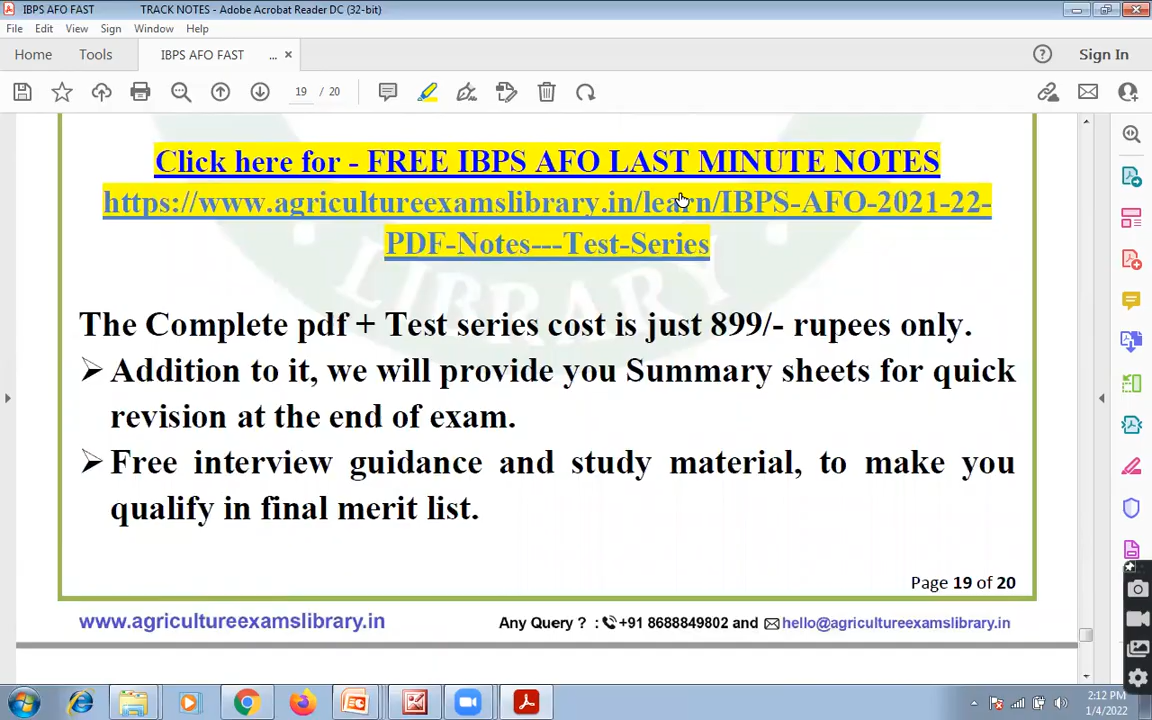 IBPS AFO FAST TRACK NOTES - Adobe Acrobat Reader DC (32-bit)
File Edit View Sign Window Help
Home Tools IBPS AFO FAST ... × Sign In
19 / 20
Click here for - FREE IBPS AFO LAST MINUTE NOTES
https://www.agricultureexamslibrary.in/learn/IBPS-AFO-2021-22-
PDF-Notes---Test-Series
LIBRARY
The Complete pdf + Test series cost is just 899/- rupees only.
➢ Addition to it, we will provide you Summary sheets for quick
revision at the end of exam.
➢ Free interview guidance and study material, to make you
qualify in final merit list.
Page 19 of 20
www.agricultureexamslibrary.in Any Query ? : +91 8688849802 and hello@agricultureexamslibrary.in
2:12 PM
1/4/2022